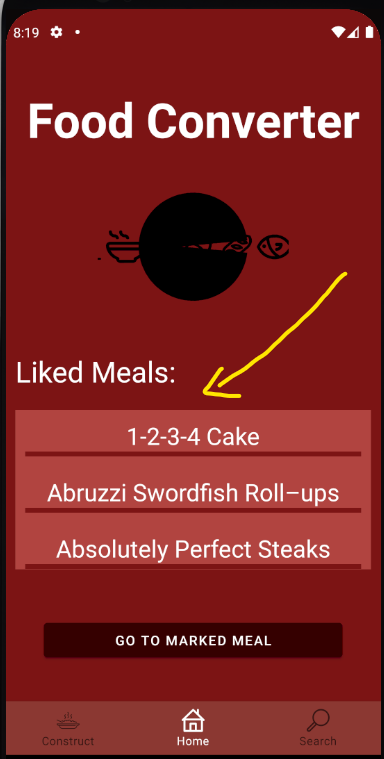 8:19
Food Converter
Liked Meals:
1-2-3-4 Cake
Abruzzi Swordfish Roll–ups
Absolutely Perfect Steaks
GO TO MARKED MEAL
Construct Home Search